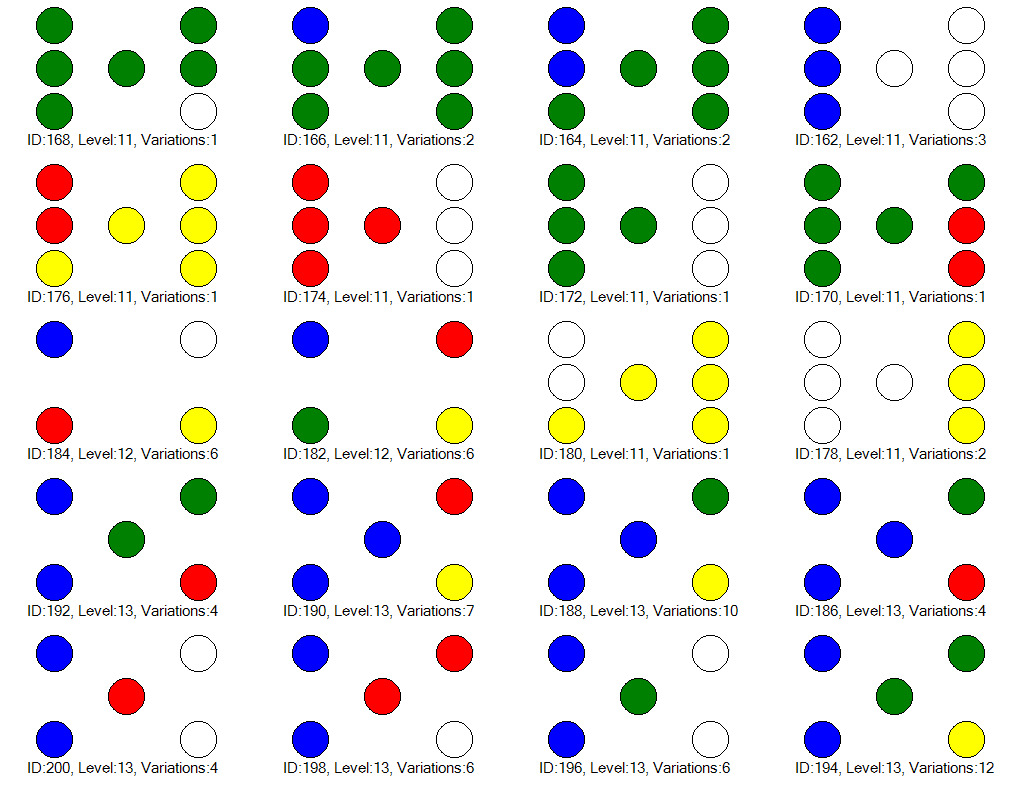 ID:168, Level:11, Variations:1 ID:166, Level:11, Variations:2 ID:164, Level:11, Variations:2 ID:162, Level:11, Variations:3
ID:176, Level:11, Variations:1 ID:174, Level:11, Variations:1 ID:172, Level:11, Variations:1 ID:170, Level:11, Variations:1
ID:184, Level:12, Variations:6 ID:182, Level:12, Variations:6 ID:180, Level:11, Variations:1 ID:178, Level:11, Variations:2
ID:192, Level:13, Variations:4 ID:190, Level:13, Variations:7 ID:188, Level:13, Variations:10 ID:186, Level:13, Variations:4
ID:200, Level:13, Variations:4 ID:198, Level:13, Variations:6 ID:196, Level:13, Variations:6 ID:194, Level:13, Variations:12